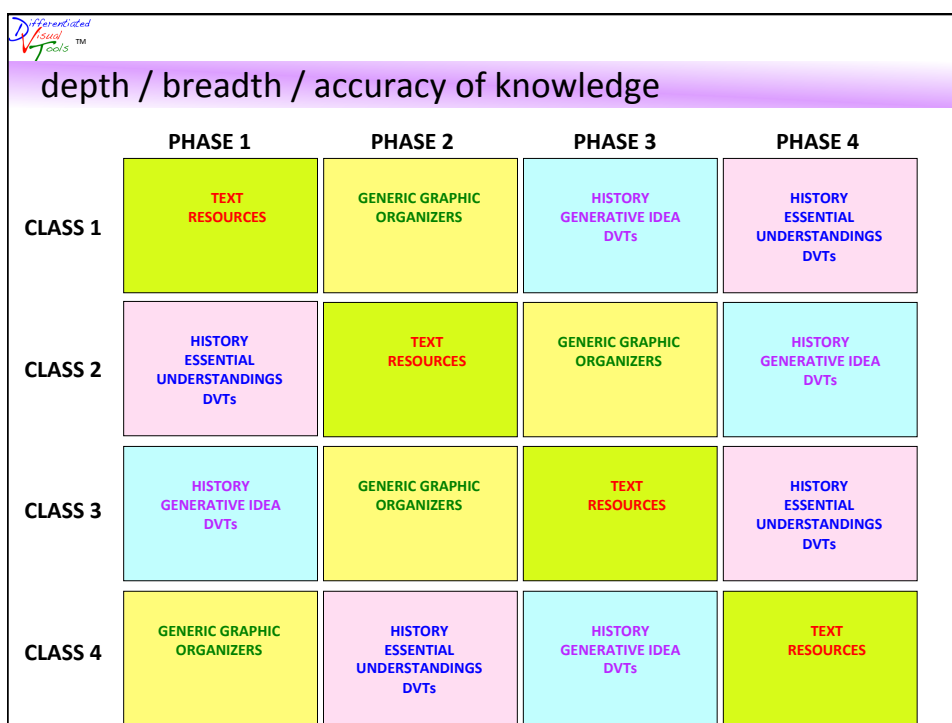 Differentiated
Visual
Tools ™
depth / breadth / accuracy of knowledge
PHASE 1 PHASE 2 PHASE 3 PHASE 4
CLASS 1
TEXT
RESOURCES
GENERIC GRAPHIC
ORGANIZERS
HISTORY
GENERATIVE IDEA
DVTs
HISTORY
ESSENTIAL
UNDERSTANDINGS
DVTs
CLASS 2
HISTORY
ESSENTIAL
UNDERSTANDINGS
DVTs
TEXT
RESOURCES
GENERIC GRAPHIC
ORGANIZERS
HISTORY
GENERATIVE IDEA
DVTs
CLASS 3
HISTORY
GENERATIVE IDEA
DVTs
GENERIC GRAPHIC
ORGANIZERS
TEXT
RESOURCES
HISTORY
ESSENTIAL
UNDERSTANDINGS
DVTs
CLASS 4
GENERIC GRAPHIC
ORGANIZERS
HISTORY
ESSENTIAL
UNDERSTANDINGS
DVTs
HISTORY
GENERATIVE IDEA
DVTs
TEXT
RESOURCES